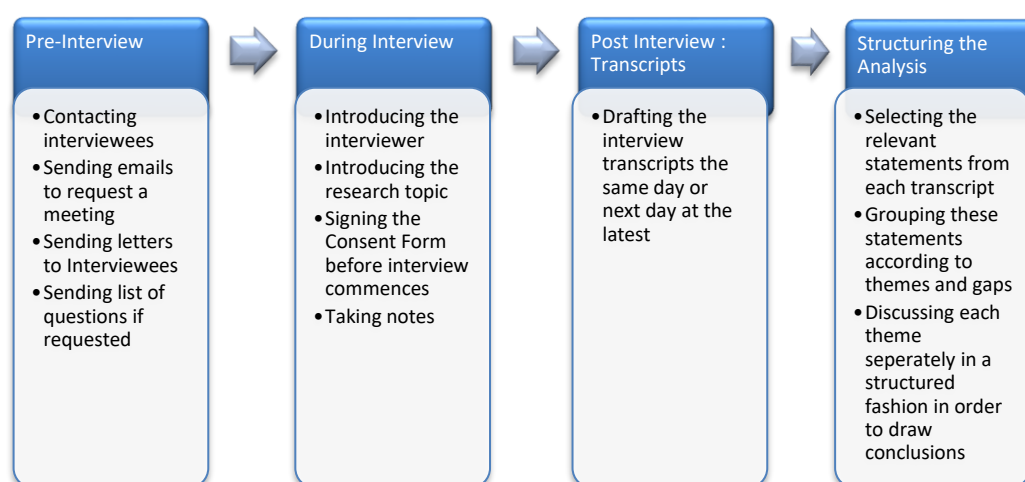 Pre-Interview
•Contacting
interviewees
•Sending emails
to request a
meeting
•Sending letters
to Interviewees
•Sending list of
questions if
requested
During Interview
•Introducing the
interviewer
•Introducing the
research topic
•Signing the
Consent Form
before interview
commences
•Taking notes
Post Interview :
Transcripts
•Drafting the
interview
transcripts the
same day or
next day at the
latest
Structuring the
Analysis
•Selecting the
relevant
statements from
each transcript
•Grouping these
statements
according to
themes and gaps
•Discussing each
theme
seperately in a
structured
fashion in order
to draw
conclusions